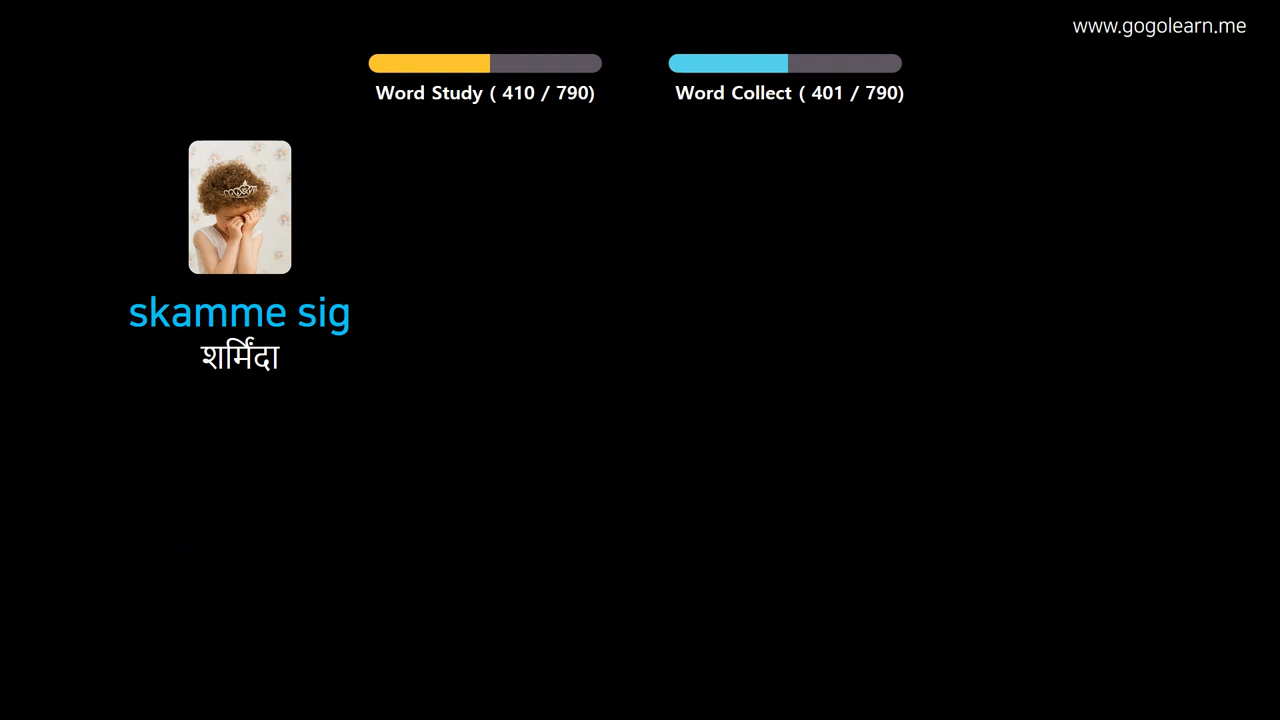 www.gogolearn.me
Word Study ( 410 / 790)
Word Collect ( 401 / 790)
skamme sig
शर्मिंदा